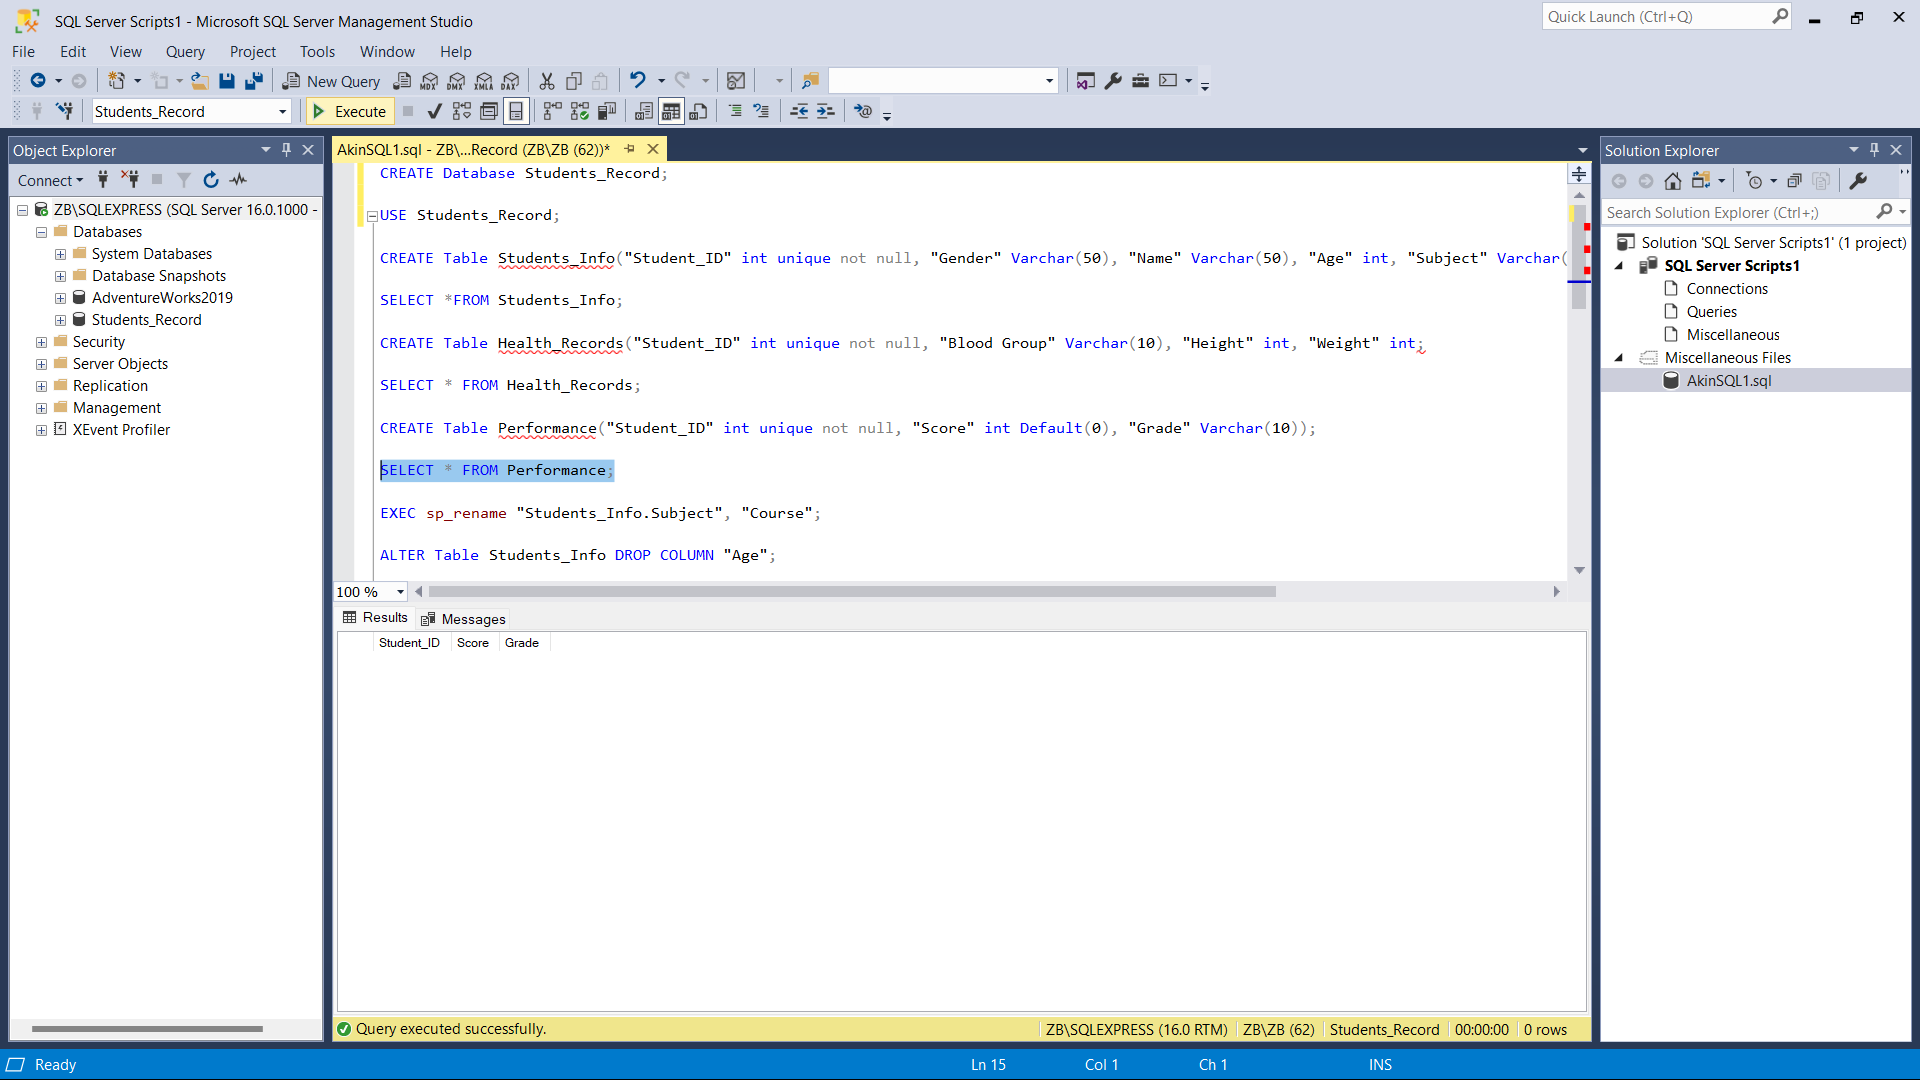 SQL Server Scripts1 - Microsoft SQL Server Management Studio
Quick Launch (Ctrl+Q)
File Edit View Query Project Tools Window Help
New Query MDX DMX XMLA DAX
Students_Record Execute
Object Explorer
Connect
ZB\SQLEXPRESS (SQL Server 16.0.1000 -
Databases
System Databases
Database Snapshots
AdventureWorks2019
Students_Record
Security
Server Objects
Replication
Management
XEvent Profiler
AkinSQL1.sql - ZB\...Record (ZB\ZB (62))*
CREATE Database Students_Record;
USE Students_Record;
CREATE Table Students_Info("Student_ID" int unique not null, "Gender" Varchar(50), "Name" Varchar(50), "Age" int, "Subject" Varchar(
SELECT *FROM Students_Info;
CREATE Table Health_Records("Student_ID" int unique not null, "Blood Group" Varchar(10), "Height" int, "Weight" int;
SELECT * FROM Health_Records;
CREATE Table Performance("Student_ID" int unique not null, "Score" int Default(0), "Grade" Varchar(10));
SELECT * FROM Performance;
EXEC sp_rename "Students_Info.Subject", "Course";
ALTER Table Students_Info DROP COLUMN "Age";
100 %
Results Messages
Student_ID Score Grade
Query executed successfully. ZB\SQLEXPRESS (16.0 RTM) ZB\ZB (62) Students_Record 00:00:00 0 rows
Solution Explorer
Search Solution Explorer (Ctrl+;)
Solution 'SQL Server Scripts1' (1 project)
SQL Server Scripts1
Connections
Queries
Miscellaneous
Miscellaneous Files
AkinSQL1.sql
Ready Ln 15 Col 1 Ch 1 INS